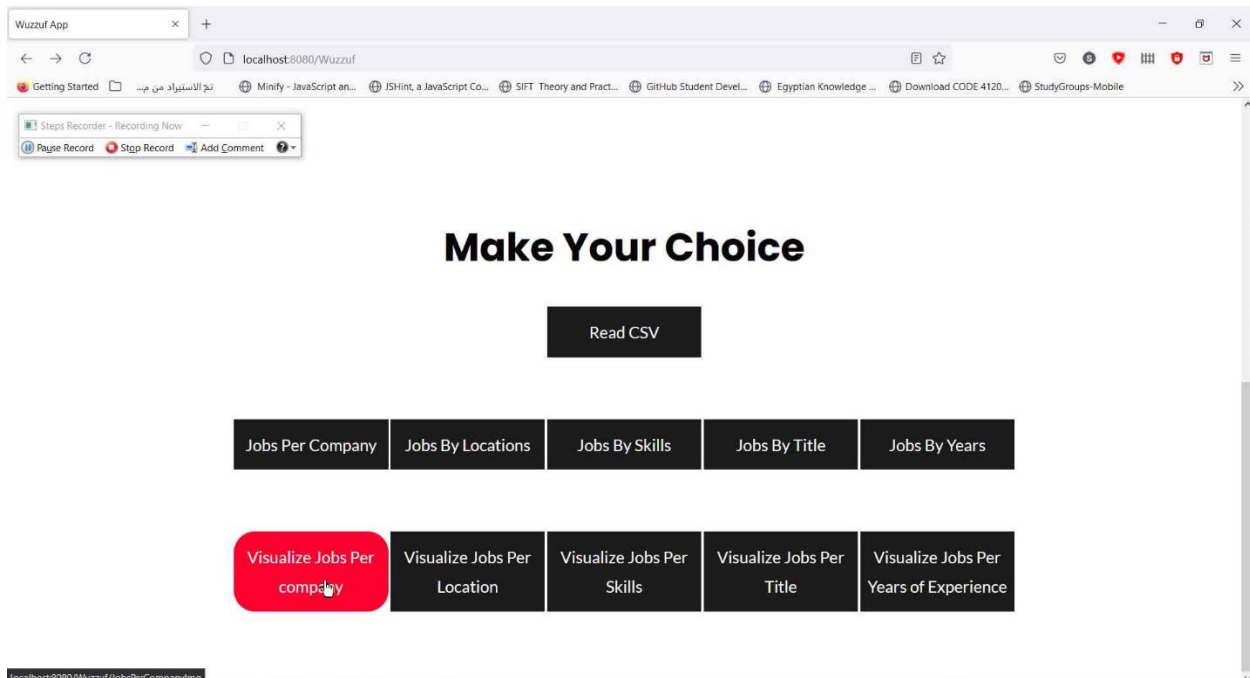 Wuzzuf App
localhost:8080/Wuzzuf
Getting Started تم الاستيراد من م... Minify - JavaScript an... JSHint, a JavaScript Co... SIFT Theory and Pract... GitHub Student Devel... Egyptian Knowledge ... Download CODE 4120... StudyGroups-Mobile
Steps Recorder - Recording Now
Pause Record Stop Record Add Comment
Make Your Choice
Read CSV
Jobs Per Company Jobs By Locations Jobs By Skills Jobs By Title Jobs By Years
Visualize Jobs Per Visualize Jobs Per Visualize Jobs Per Visualize Jobs Per Visualize Jobs Per
company Location Skills Title Years of Experience
localhost:8080/Wuzzuf/JobsPerCompanyImg